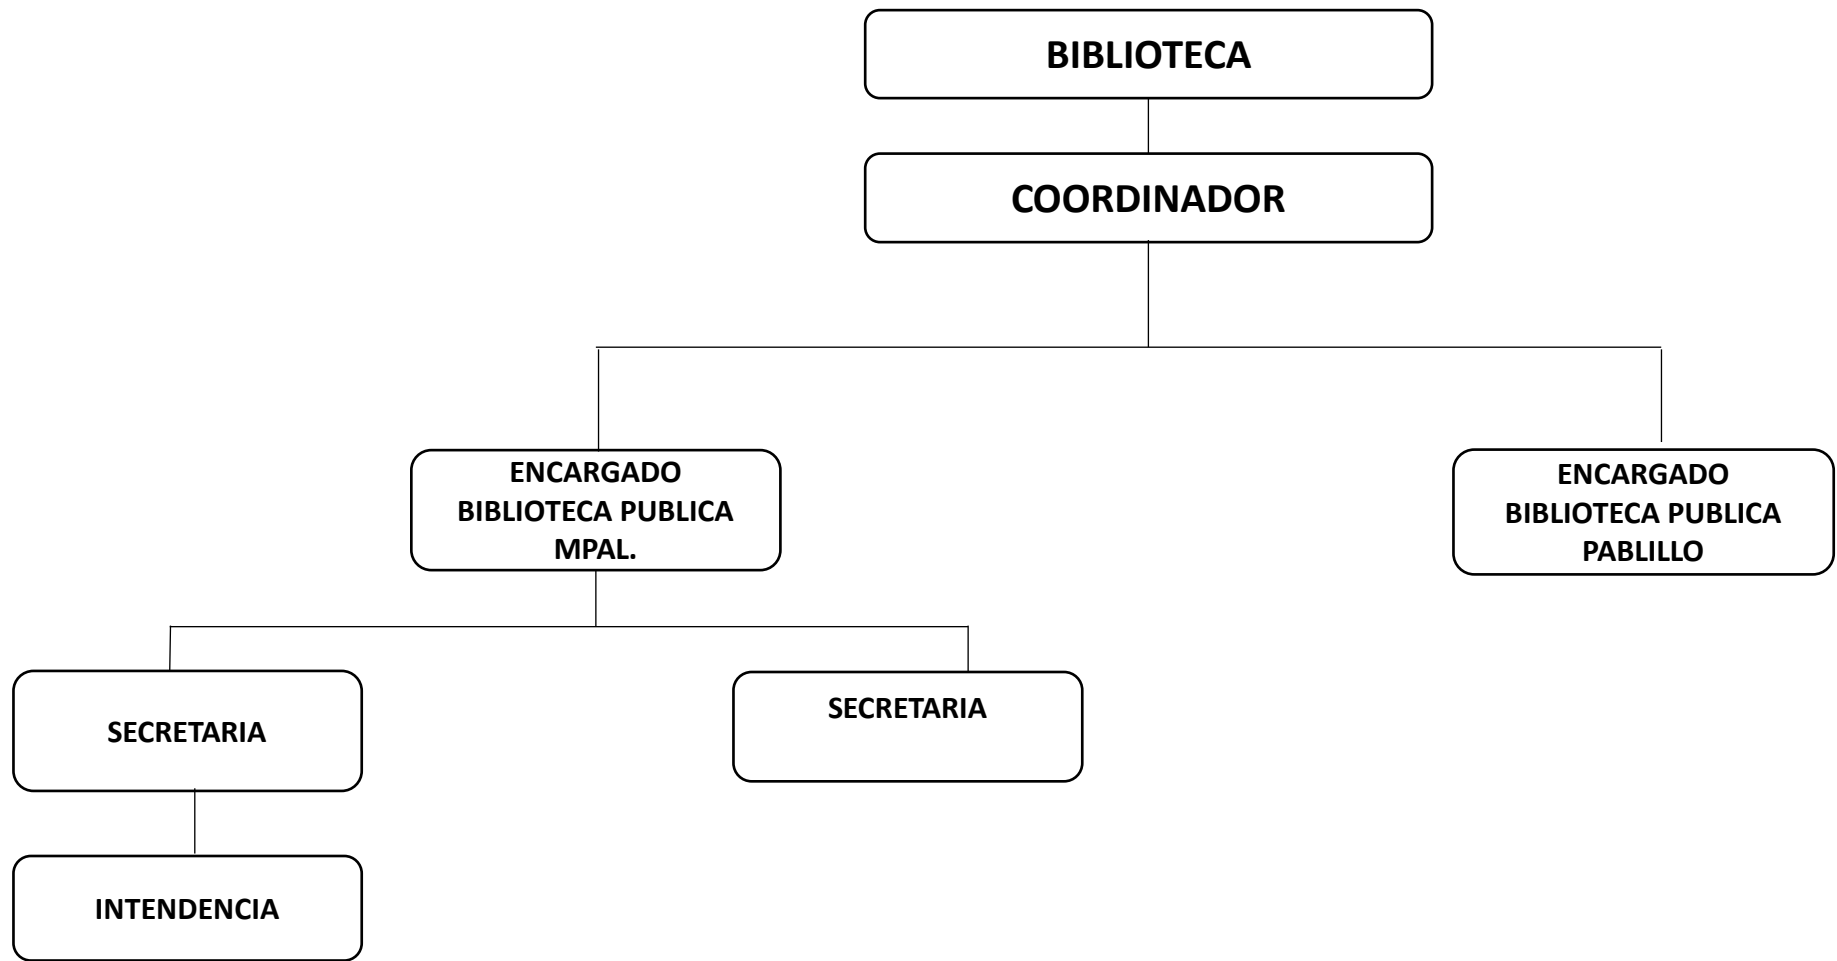 BIBLIOTECA
COORDINADOR
ENCARGADO
BIBLIOTECA PUBLICA
MPAL.
ENCARGADO
BIBLIOTECA PUBLICA
PABLILLO
SECRETARIA
SECRETARIA
INTENDENCIA